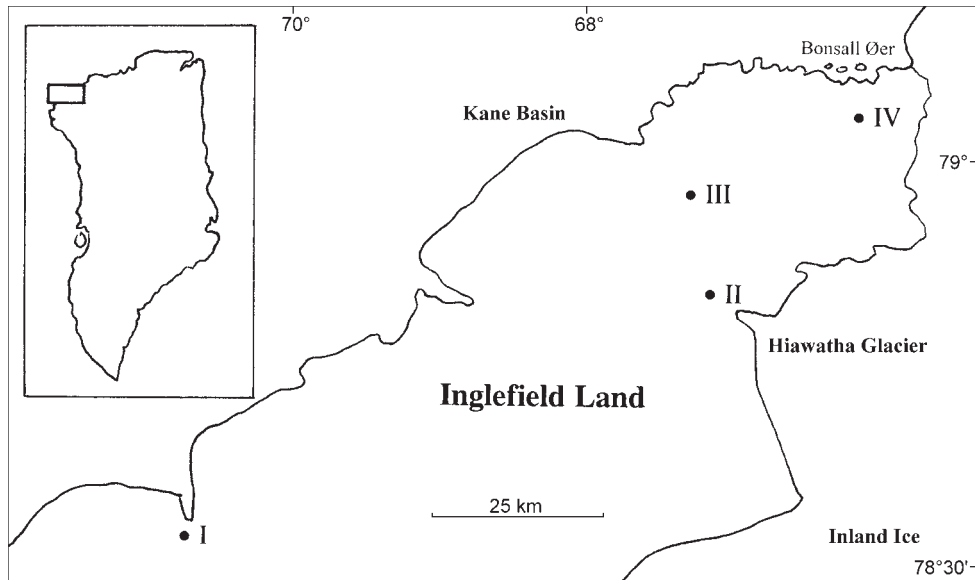 70°
68°
Bonsall Øer
Kane Basin
IV
79°
III
II
Hiawatha Glacier
Inglefield Land
25 km
I
Inland Ice
78°30'